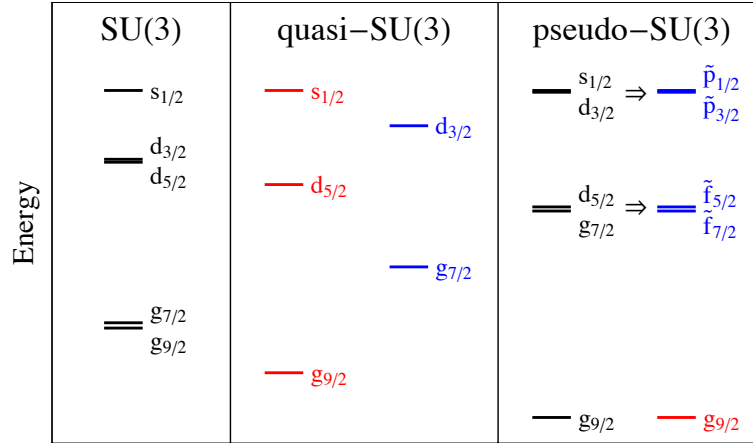 SU(3)
quasi−SU(3)
pseudo−SU(3)
Energy
s1/2
d3/2
d5/2
g7/2
g9/2
s1/2
d3/2
d5/2
g7/2
g9/2
s1/2 ⇒ p̃1/2
d3/2 p̃3/2
d5/2 ⇒ f̃5/2
g7/2 f̃7/2
g9/2 g9/2